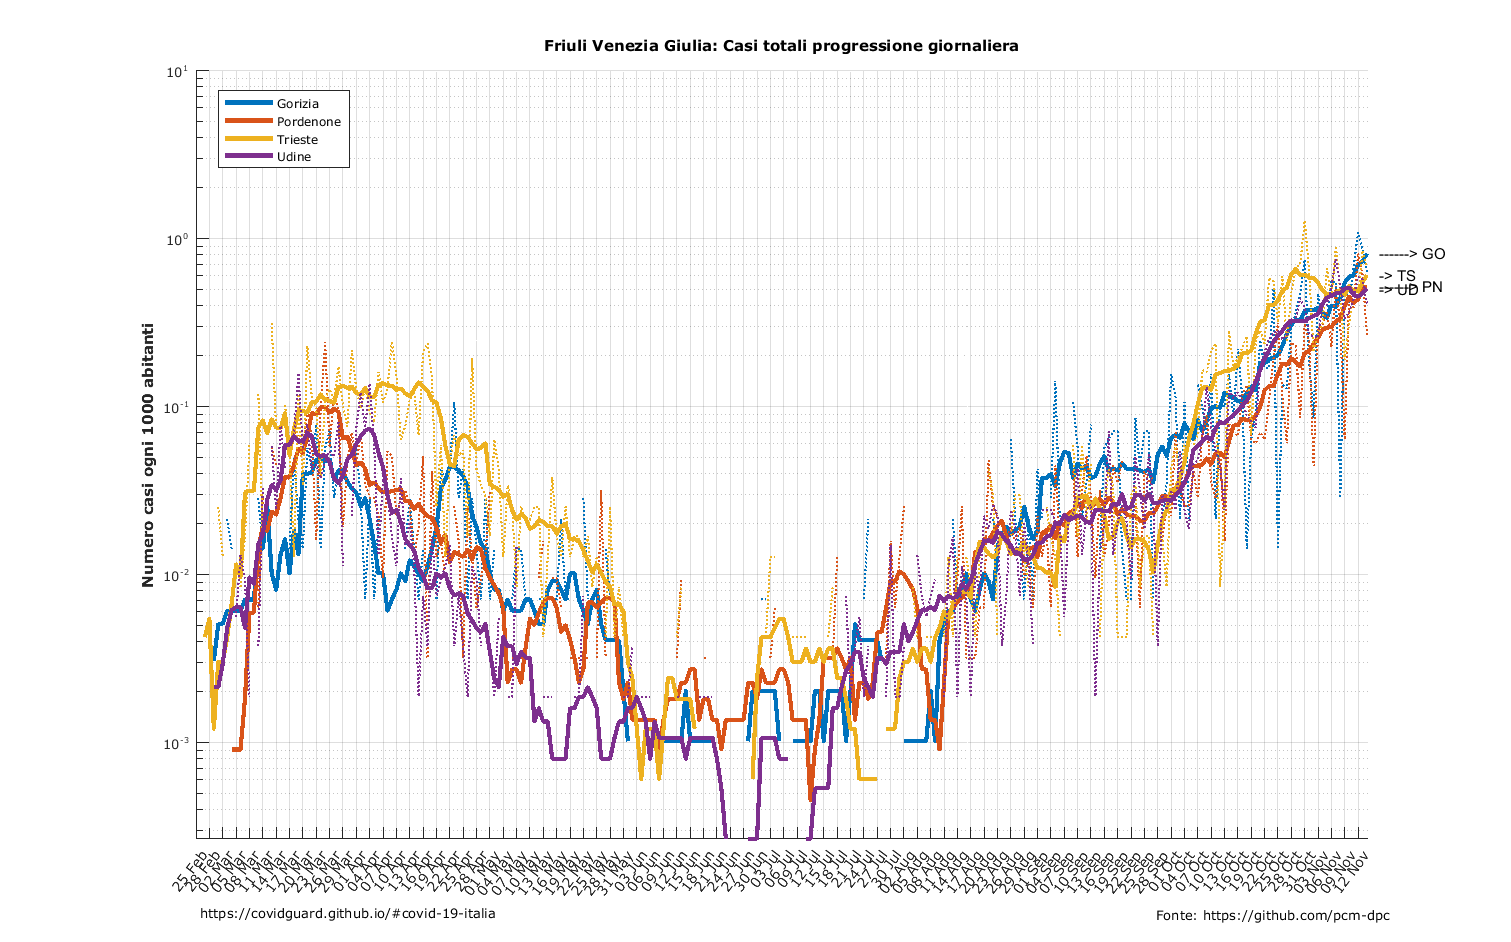 Friuli Venezia Giulia: Casi totali progressione giornaliera
Gorizia
Pordenone
Trieste
Udine
Numero casi ogni 1000 abitanti
10¹
10⁰
10⁻¹
10⁻²
10⁻³
------> GO
-> TS
-----> PN
-> UD
25 Feb
28 Feb
02 Mar
05 Mar
08 Mar
11 Mar
14 Mar
17 Mar
20 Mar
23 Mar
26 Mar
29 Mar
01 Apr
04 Apr
07 Apr
10 Apr
13 Apr
16 Apr
19 Apr
22 Apr
25 Apr
28 Apr
01 May
04 May
07 May
10 May
13 May
16 May
19 May
22 May
25 May
28 May
31 May
03 Jun
06 Jun
09 Jun
12 Jun
15 Jun
18 Jun
21 Jun
24 Jun
27 Jun
30 Jun
03 Jul
06 Jul
09 Jul
12 Jul
15 Jul
18 Jul
21 Jul
24 Jul
27 Jul
30 Jul
02 Aug
05 Aug
08 Aug
11 Aug
14 Aug
17 Aug
20 Aug
23 Aug
26 Aug
29 Aug
01 Sep
04 Sep
07 Sep
10 Sep
13 Sep
16 Sep
19 Sep
22 Sep
25 Sep
28 Sep
01 Oct
04 Oct
07 Oct
10 Oct
13 Oct
16 Oct
19 Oct
22 Oct
25 Oct
28 Oct
31 Oct
03 Nov
06 Nov
09 Nov
12 Nov
https://covidguard.github.io/#covid-19-italia
Fonte: https://github.com/pcm-dpc